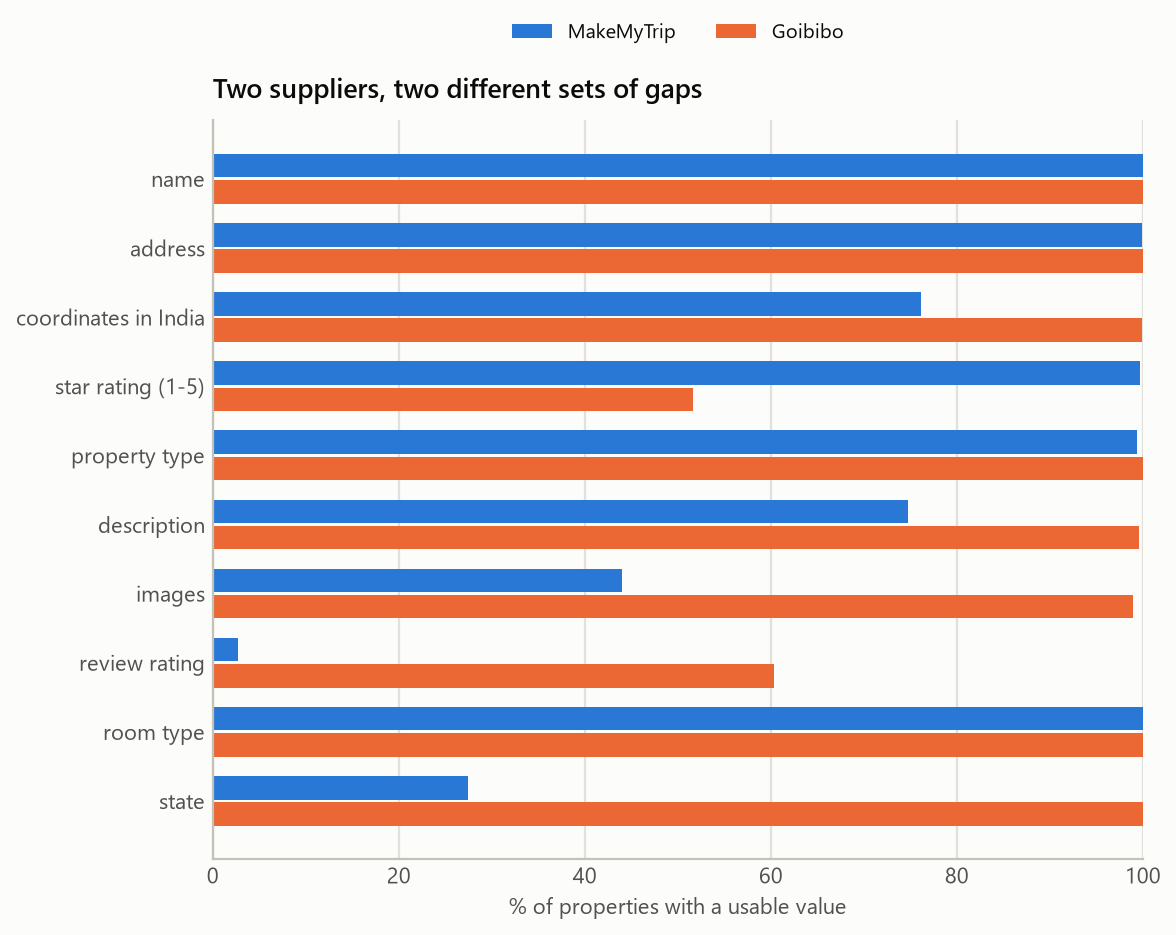 MakeMyTrip Goibibo
Two suppliers, two different sets of gaps
name
address
coordinates in India
star rating (1-5)
property type
description
images
review rating
room type
state
0 20 40 60 80 100
% of properties with a usable value